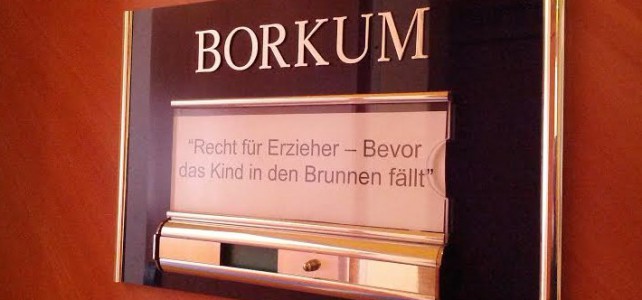 BORKUM
“Recht für Erzieher – Bevor
das Kind in den Brunnen fällt”